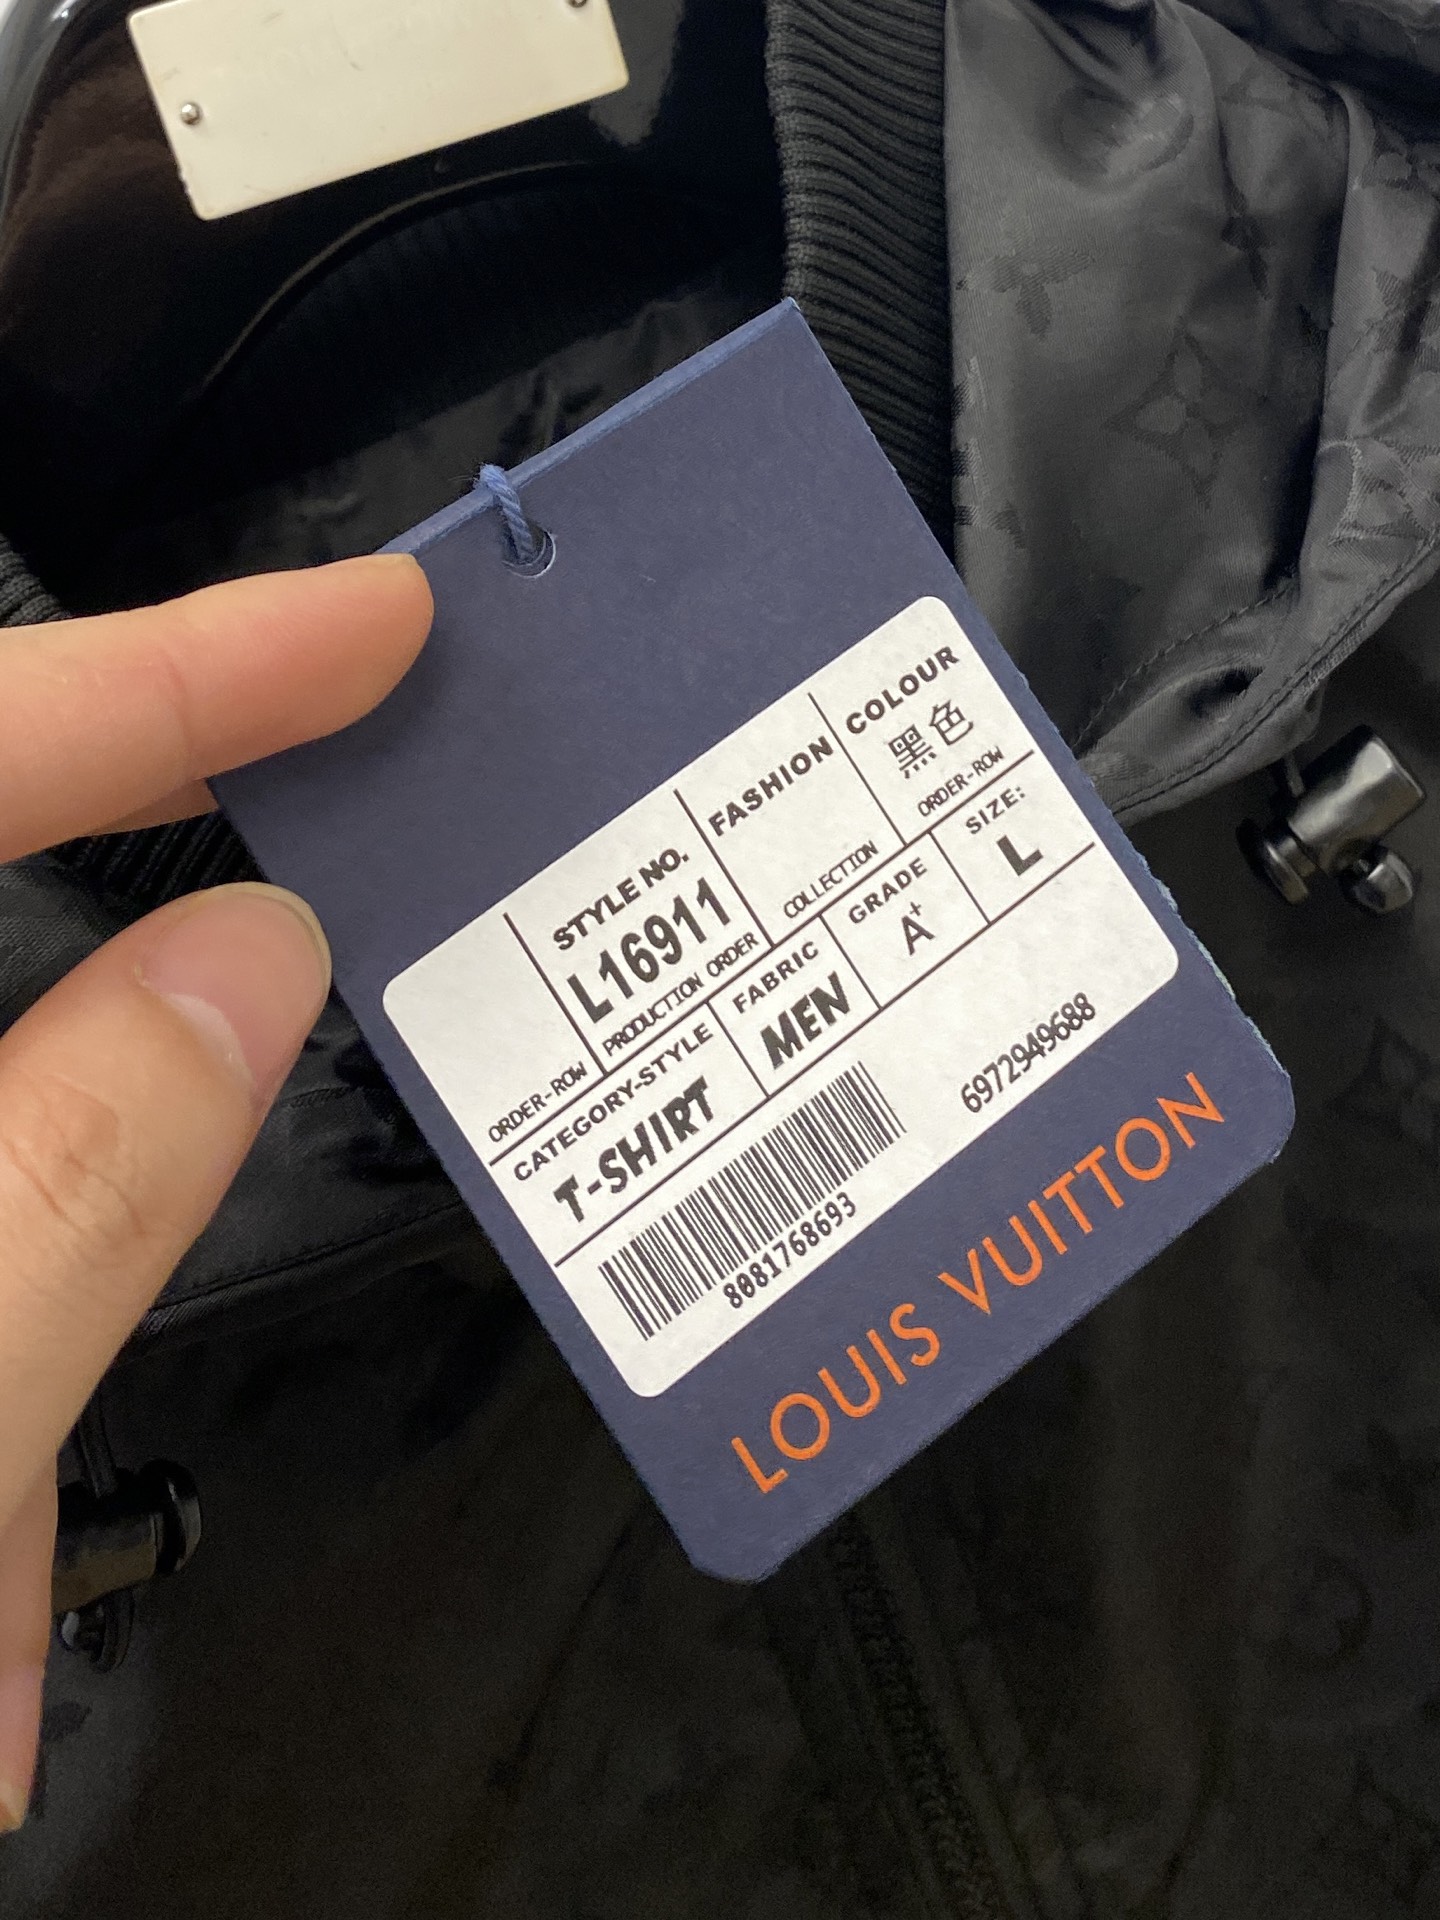 STYLE NO.
L16911
FASHION
COLOUR
黑色
ORDER-ROW
PRODUCTION ORDER
COLLECTION
ORDER-ROW
CATEGORY-STYLE
T-SHIRT
FABRIC
MEN
GRADE
A+
SIZE:
L
8081768693
6972949688
LOUIS VUITTON